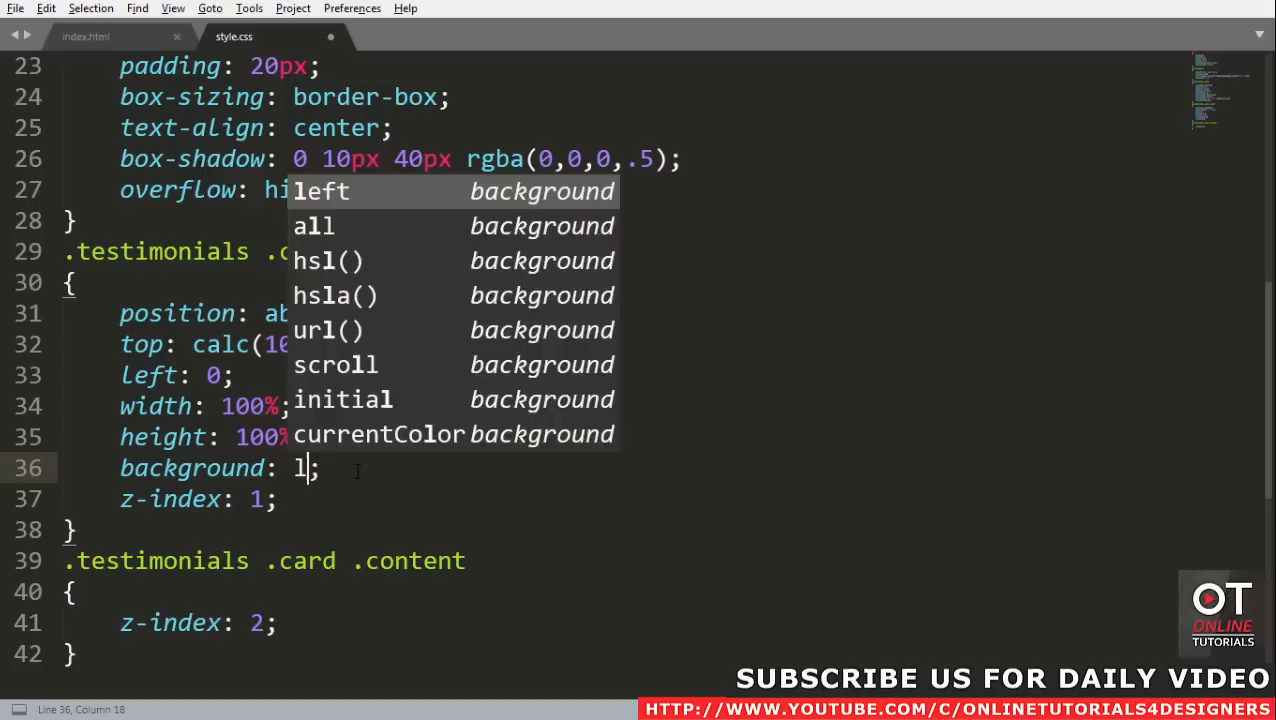 File Edit Selection Find View Goto Tools Project Preferences Help
index.html × style.css
23 padding: 20px;
24 box-sizing: border-box;
25 text-align: center;
26 box-shadow: 0 10px 40px rgba(0,0,0,.5);
27 overflow: hi
left background
28 }
all background
29 .testimonials .c
hsl() background
30 {
hsla() background
31 position: ab
url() background
32 top: calc(10
scroll background
33 left: 0;
initial background
34 width: 100%;
35 height: 100%
currentColor background
36 background: l;
37 z-index: 1;
38 }
39 .testimonials .card .content
40 {
41 z-index: 2;
42 }
OT
ONLINE
TUTORIALS
SUBSCRIBE US FOR DAILY VIDEO
HTTP://WWW.YOUTUBE.COM/C/ONLINETUTORIALS4DESIGNERS
Line 36, Column 18